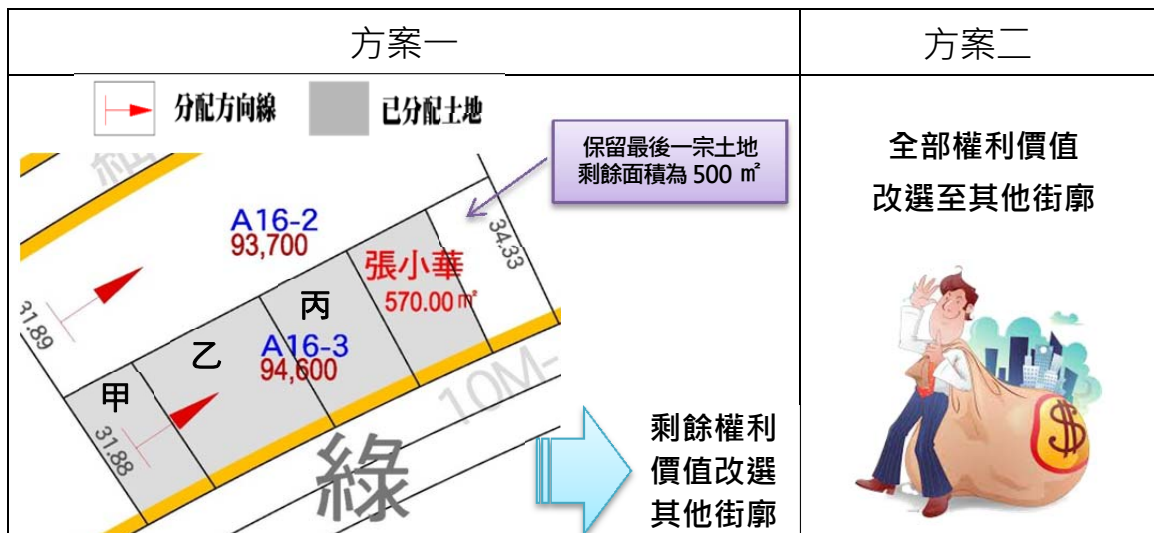 方案一
方案二
分配方向線
已分配土地
保留最後一宗土地
剩餘面積為 500 ㎡
全部權利價值
改選至其他街廓
A16-2
93,700
34.33
張小華
570.00㎡
31.89
丙
乙
A16-3
94,600
甲
31.88
10M-
綠
剩餘權利
價值改選
其他街廓
$